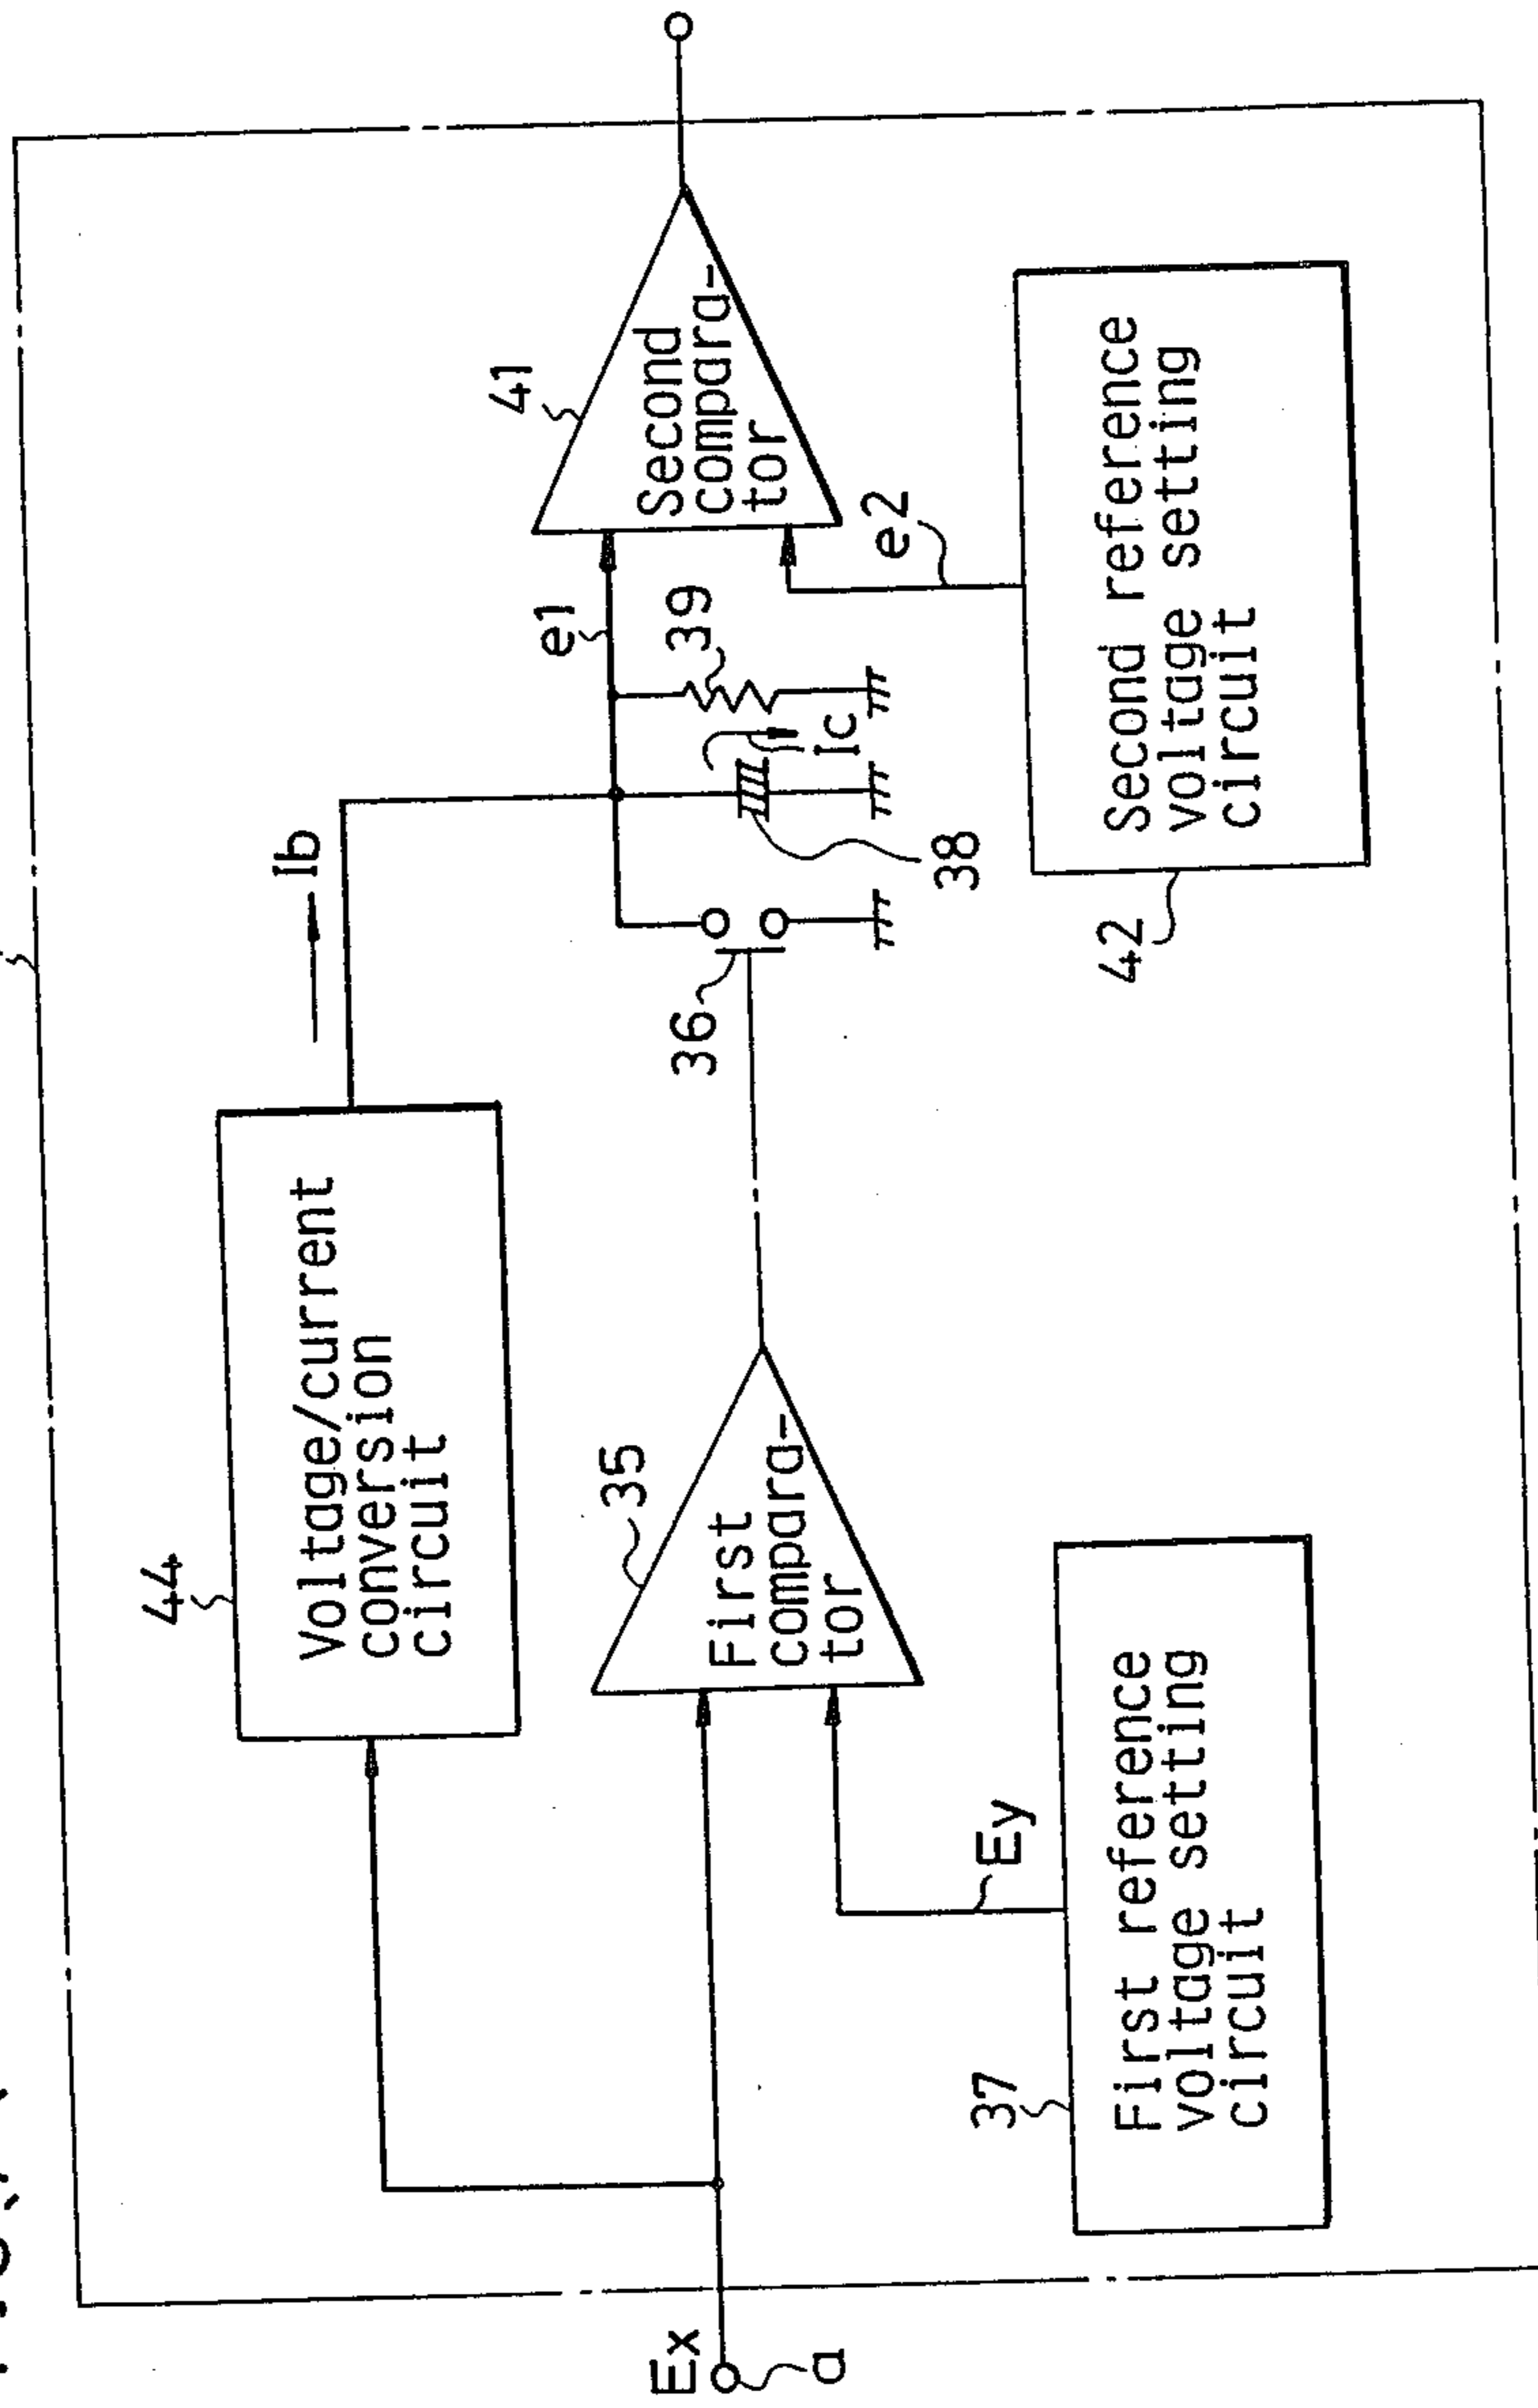 44
Voltage/current
conversion
circuit
Ib
Ex
a
35
First
compara-
tor
Ey
37
First reference
voltage setting
circuit
36
38
Ic
39
e1
e2
41
Second
compara-
tor
42
Second reference
voltage setting
circuit